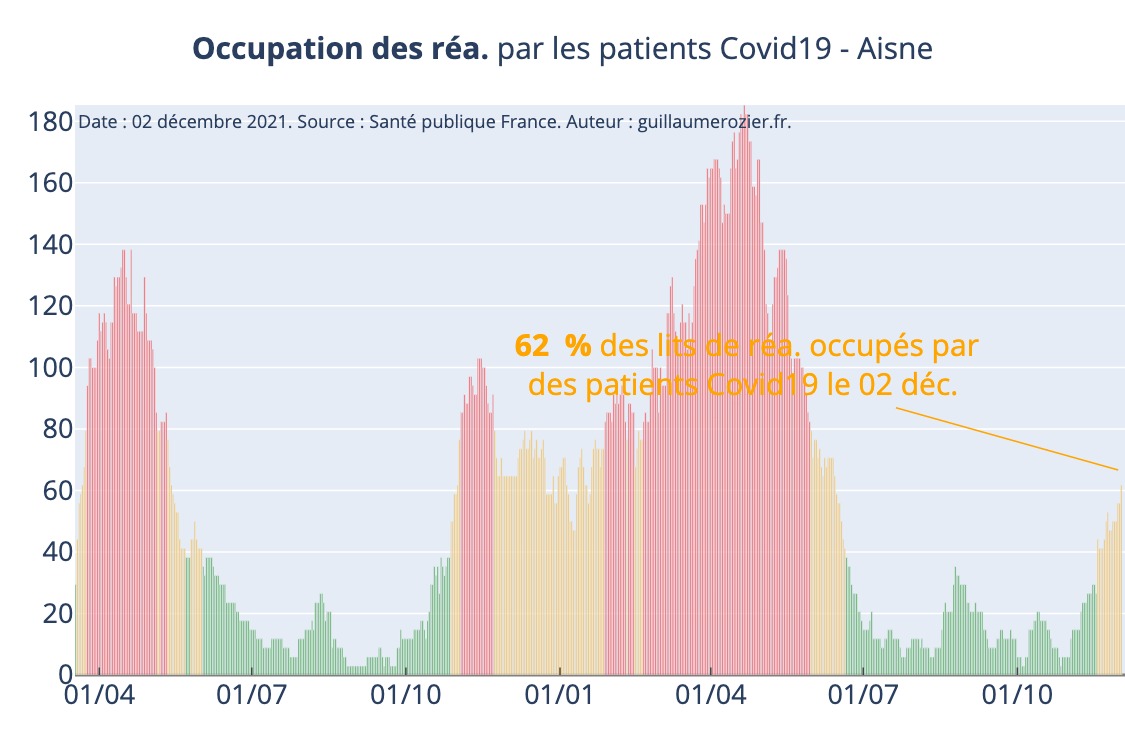 Occupation des réa. par les patients Covid19 - Aisne
Date : 02 décembre 2021. Source : Santé publique France. Auteur : guillaumerozier.fr.
180
160
140
120
100
80
60
40
20
0
62 % des lits de réa. occupés par
des patients Covid19 le 02 déc.
01/04 01/07 01/10 01/01 01/04 01/07 01/10